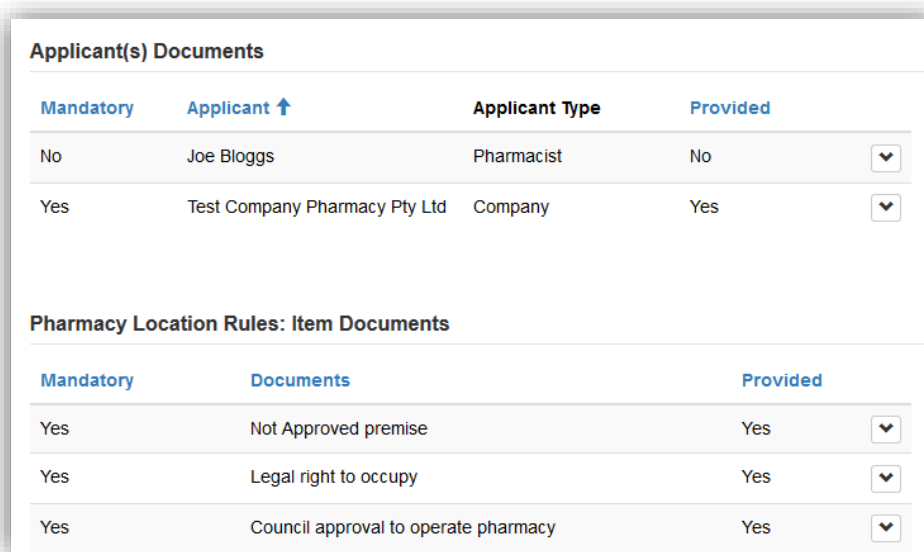 Applicant(s) Documents
Mandatory Applicant ↑ Applicant Type Provided
No Joe Bloggs Pharmacist No
Yes Test Company Pharmacy Pty Ltd Company Yes
Pharmacy Location Rules: Item Documents
Mandatory Documents Provided
Yes Not Approved premise Yes
Yes Legal right to occupy Yes
Yes Council approval to operate pharmacy Yes